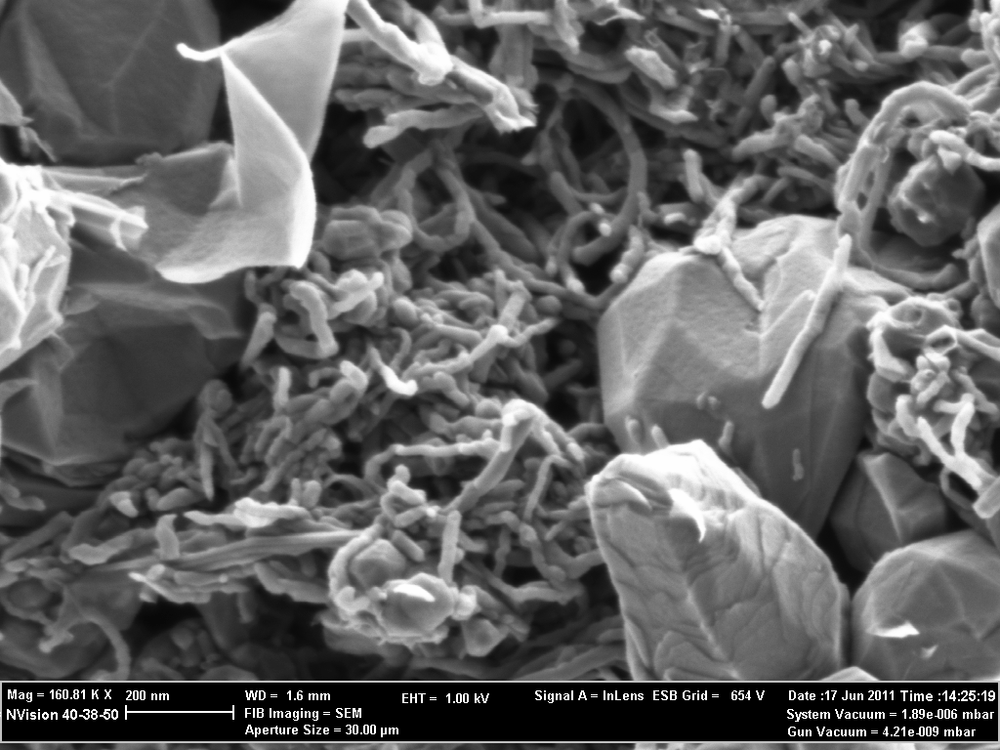 Mag = 160.81 K X 200 nm WD = 1.6 mm EHT = 1.00 kV Signal A = InLens ESB Grid = 654 V Date :17 Jun 2011 Time :14:25:19
NVision 40-38-50 FIB Imaging = SEM System Vacuum = 1.89e-006 mbar
Aperture Size = 30.00 µm Gun Vacuum = 4.21e-009 mbar